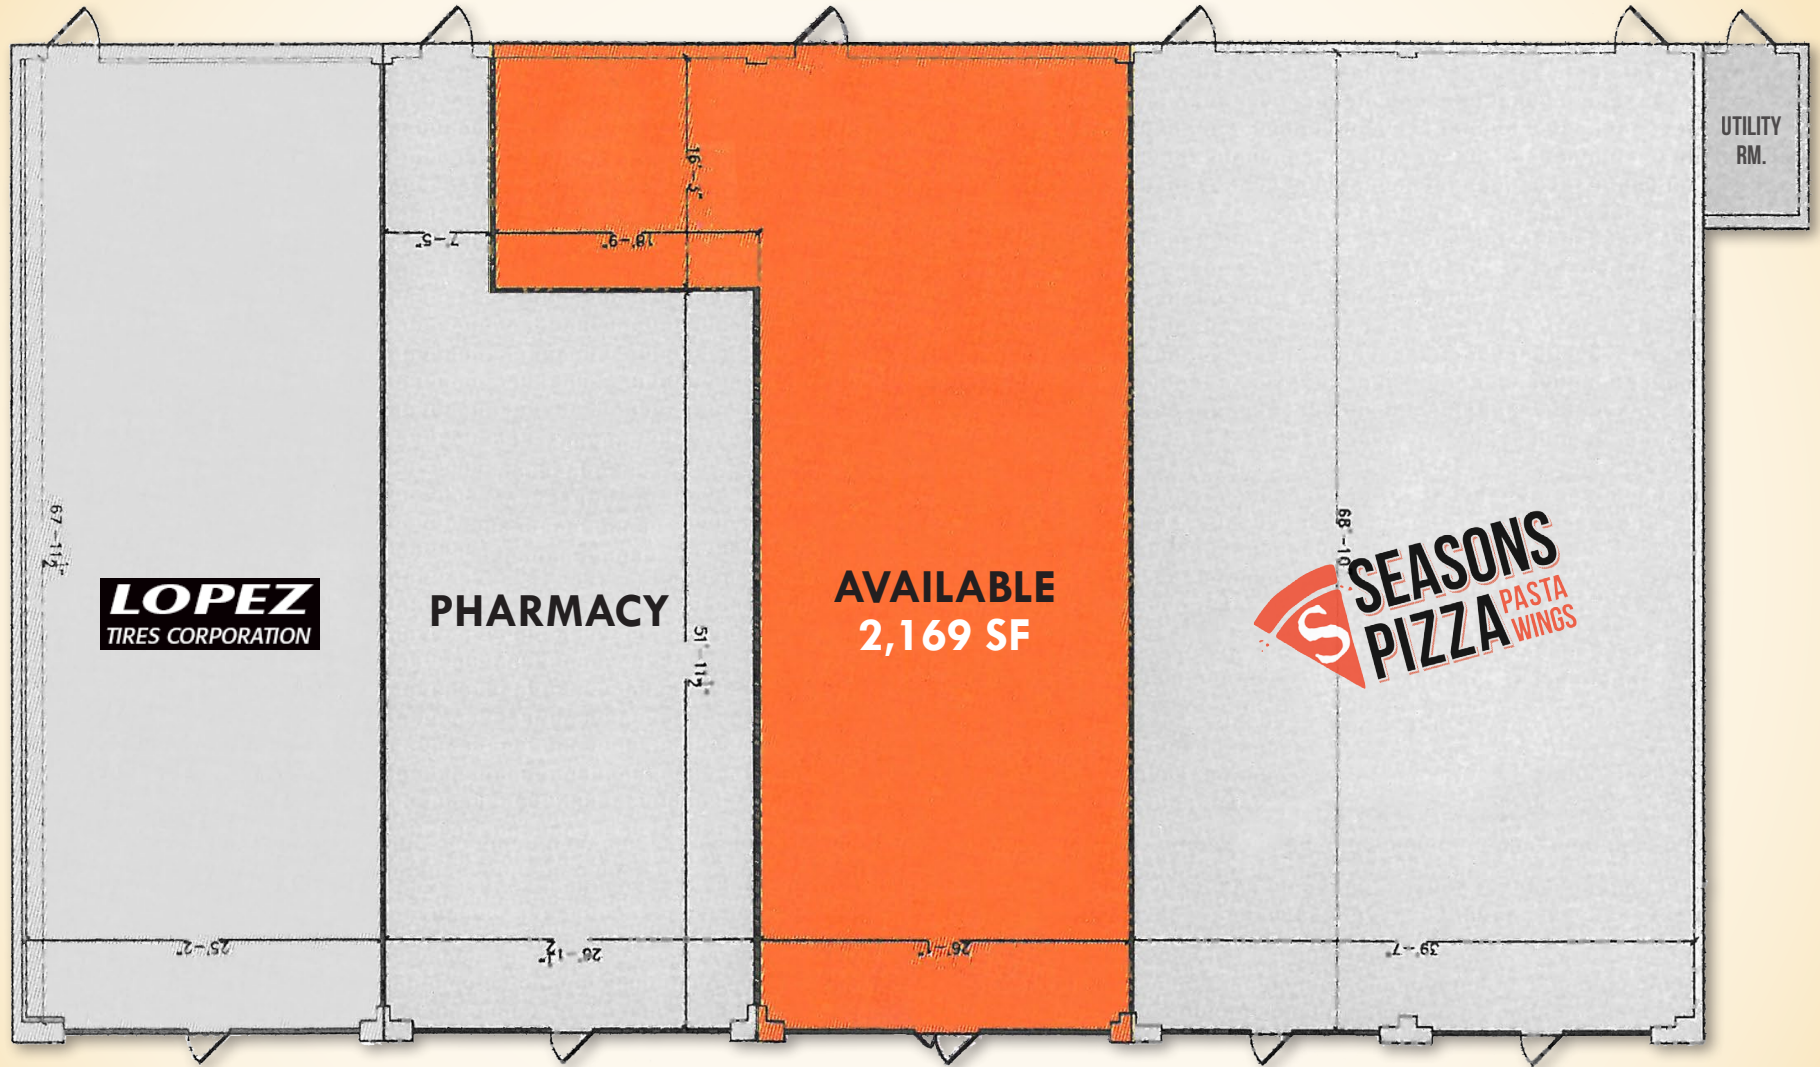 UTILITY
RM.
16'-5"
7'-5"
18'-9"
67'-11½"
68'-10"
LOPEZ
TIRES CORPORATION
PHARMACY
51'-11½"
AVAILABLE
2,169 SF
SEASONS
PIZZA
PASTA
WINGS
S
25'-2"
26'-1½"
26'-1"
39'-7"